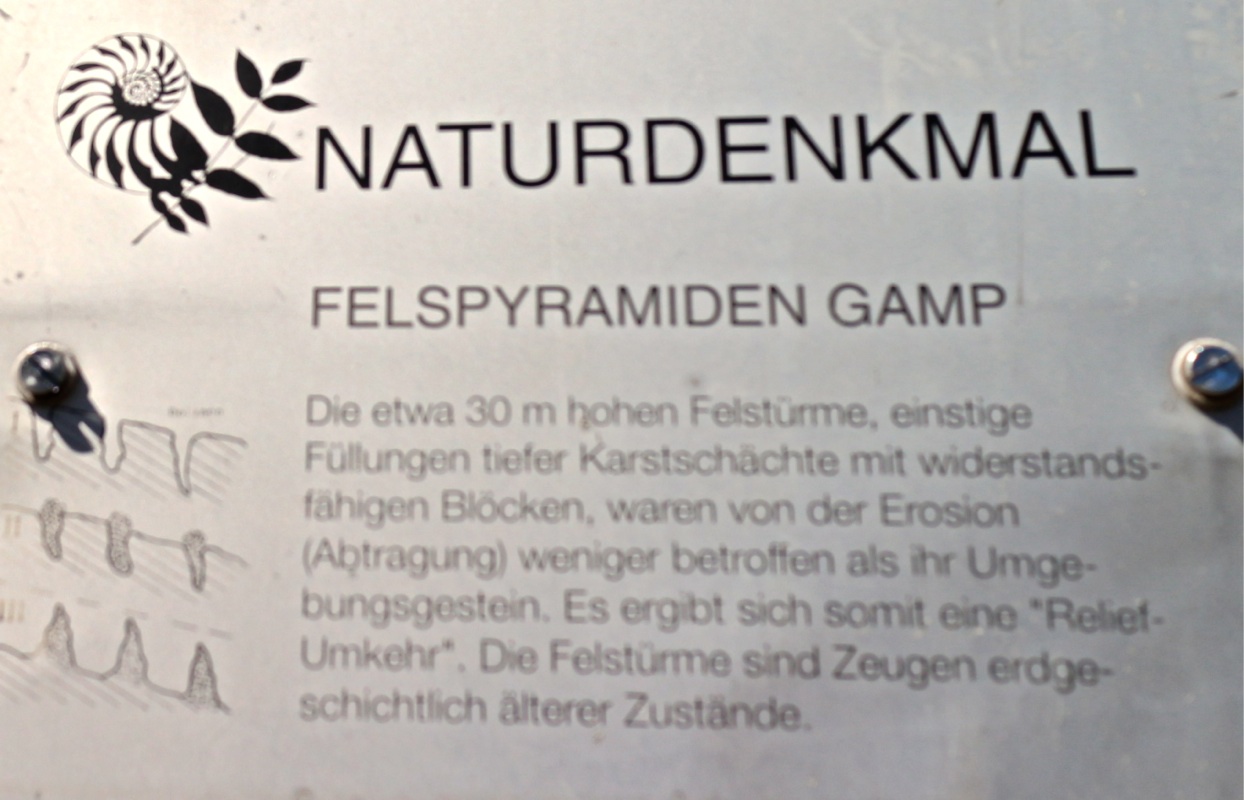 NATURDENKMAL
FELSPYRAMIDEN GAMP
Die etwa 30 m hohen Felstürme, einstige
Füllungen tiefer Karstschächte mit widerstands-
fähigen Blöcken, waren von der Erosion
(Abtragung) weniger betroffen als ihr Umge-
bungsgestein. Es ergibt sich somit eine "Relief-
Umkehr". Die Felstürme sind Zeugen erdge-
schichtlich älterer Zustände.
I
II
III